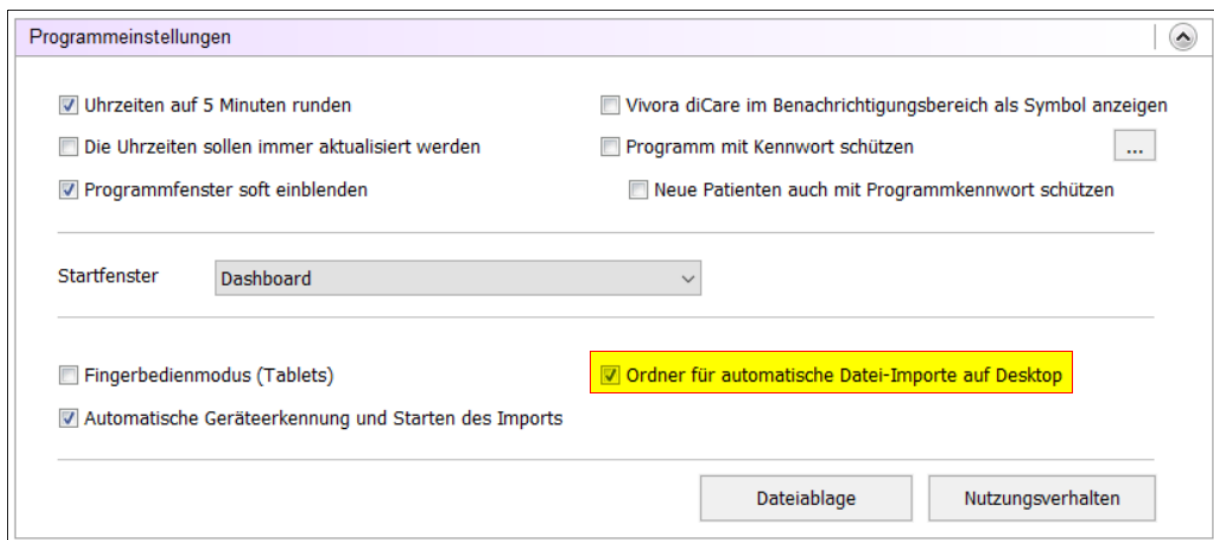 Programmeinstellungen
Uhrzeiten auf 5 Minuten runden
Vivora diCare im Benachrichtigungsbereich als Symbol anzeigen
Die Uhrzeiten sollen immer aktualisiert werden
Programm mit Kennwort schützen
...
Programmfenster soft einblenden
Neue Patienten auch mit Programmkennwort schützen
Startfenster
Dashboard
Fingerbedienmodus (Tablets)
Ordner für automatische Datei-Importe auf Desktop
Automatische Geräteerkennung und Starten des Imports
Dateiablage
Nutzungsverhalten